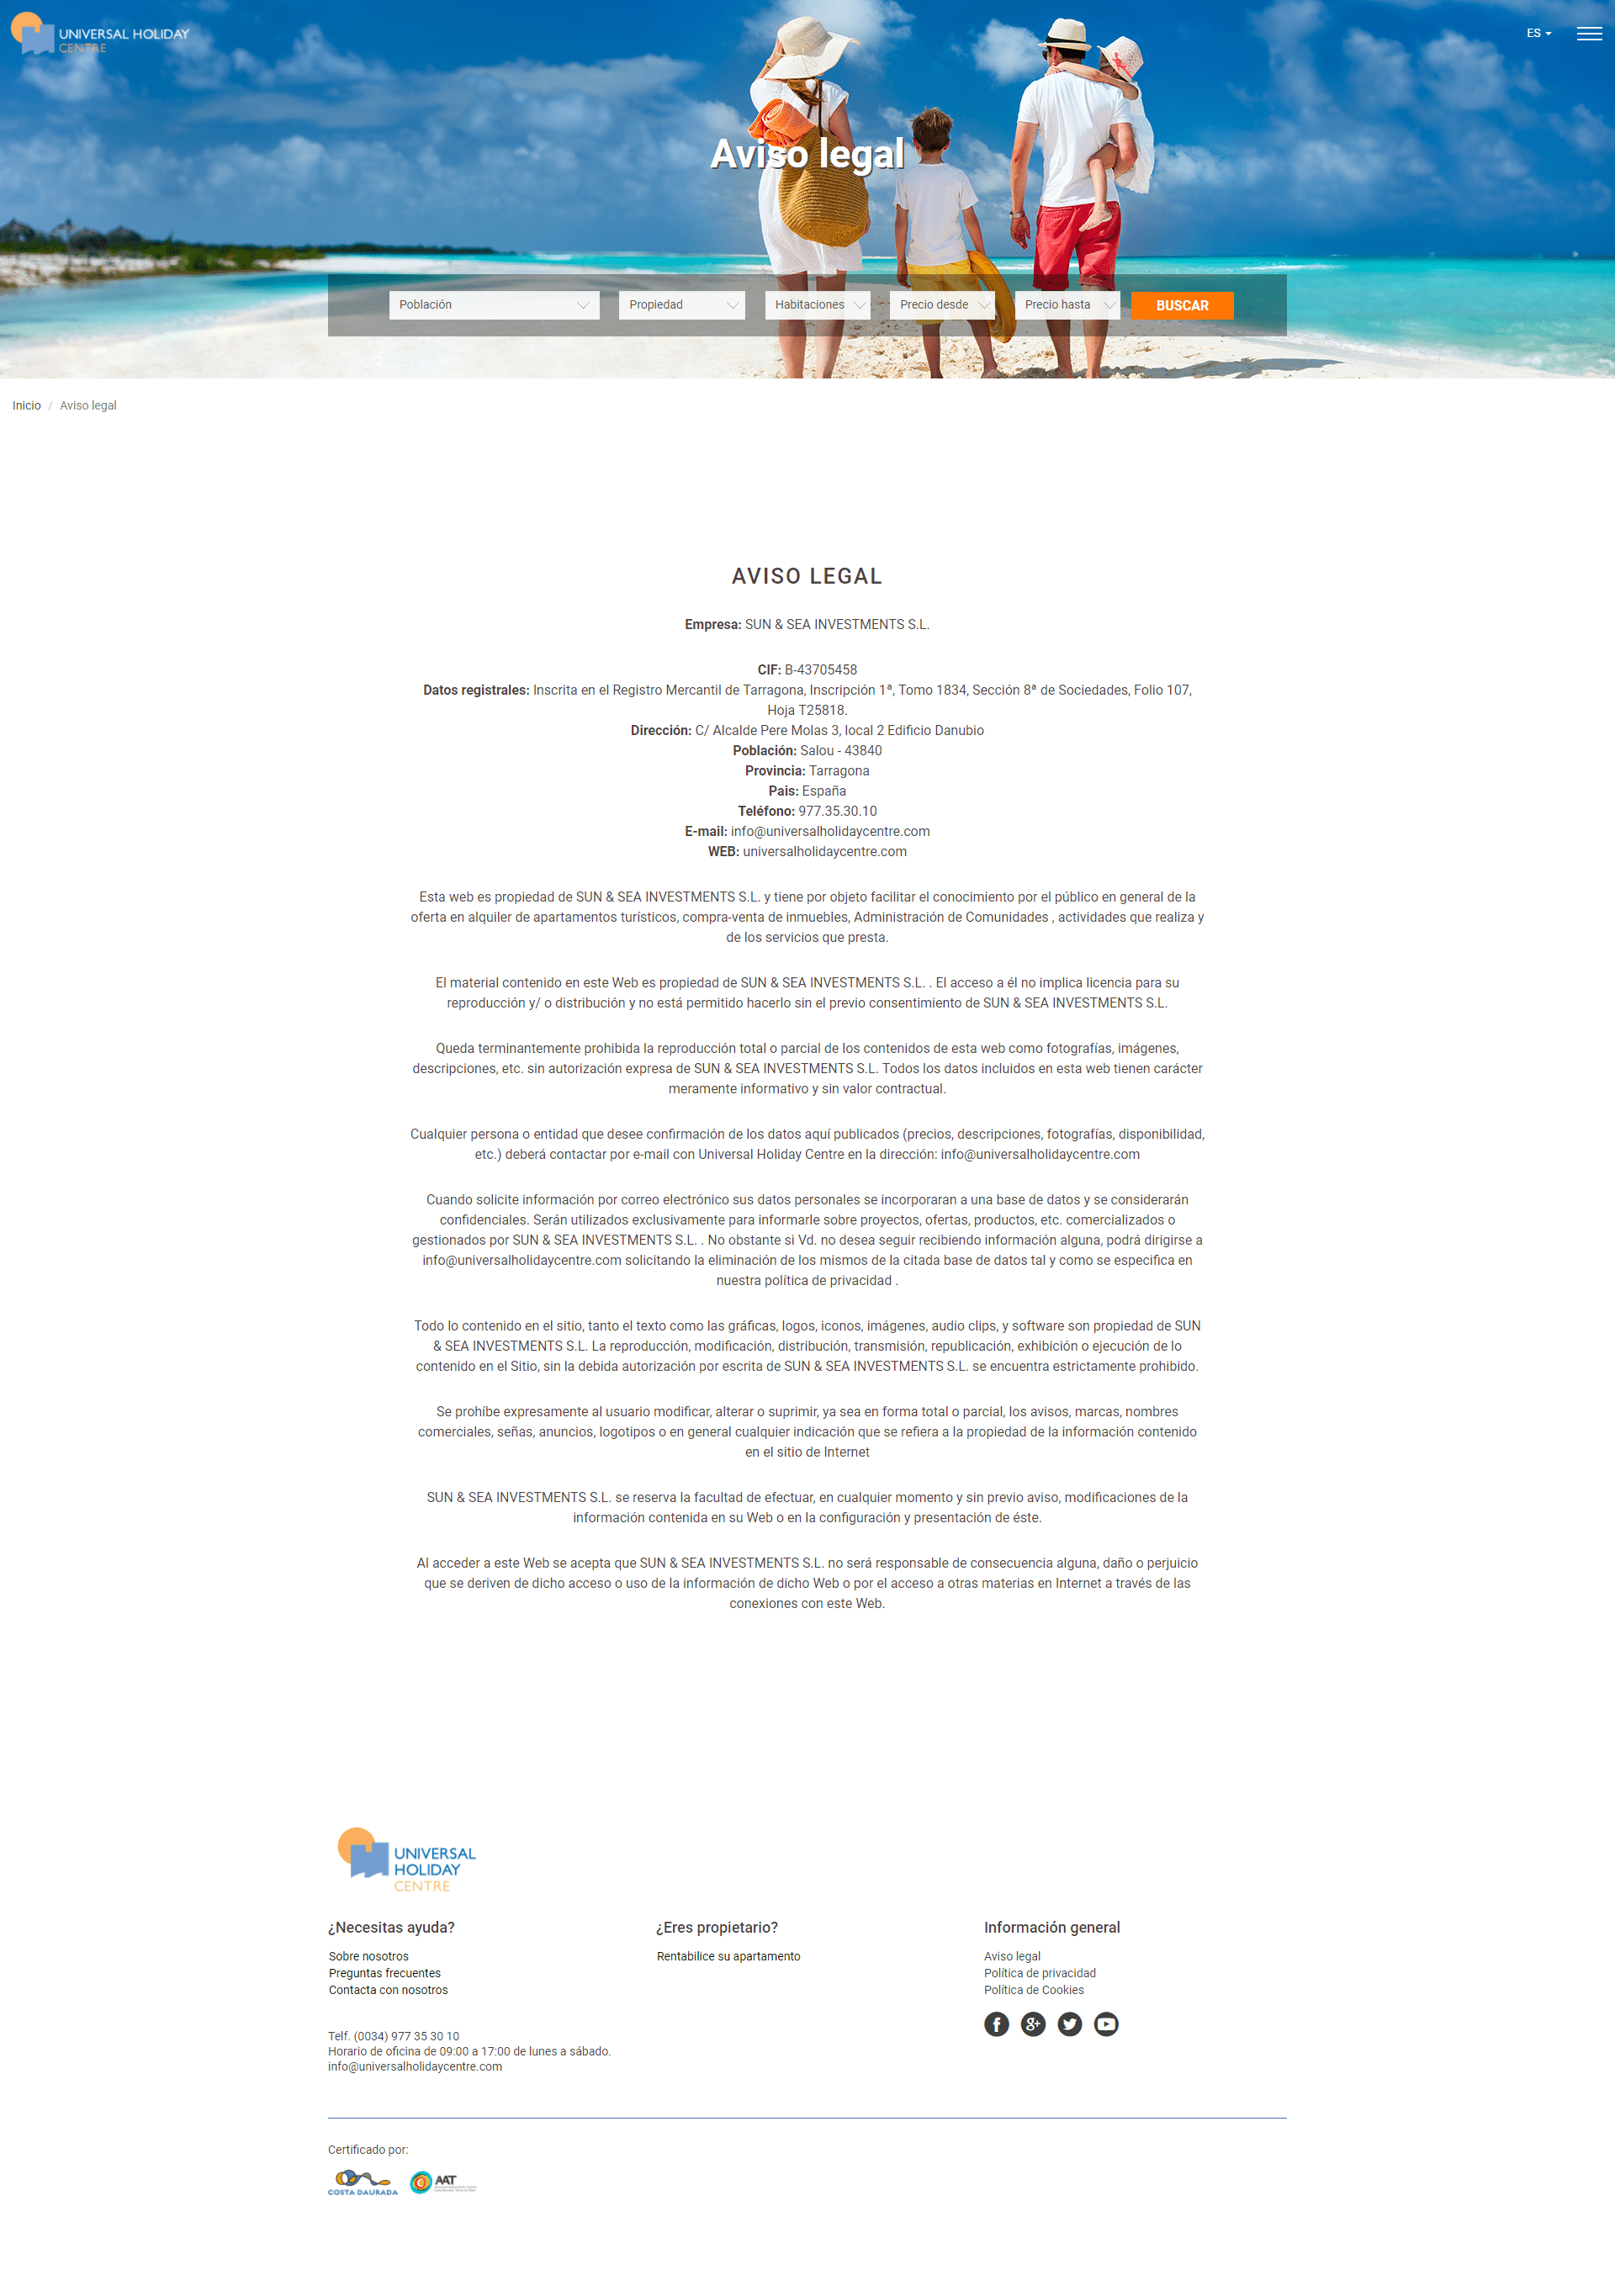 UNIVERSAL HOLIDAY
CENTRE
ES
Aviso legal
Población
Propiedad
Habitaciones
Precio desde
Precio hasta
BUSCAR
Inicio / Aviso legal
AVISO LEGAL
Empresa: SUN & SEA INVESTMENTS S.L.
CIF: B-43705458
Datos registrales: Inscrita en el Registro Mercantil de Tarragona, Inscripción 1ª, Tomo 1834, Sección 8ª de Sociedades, Folio 107,
Hoja T25818.
Dirección: C/ Alcalde Pere Molas 3, local 2 Edificio Danubio
Población: Salou - 43840
Provincia: Tarragona
Pais: España
Teléfono: 977.35.30.10
E-mail: info@universalholidaycentre.com
WEB: universalholidaycentre.com
Esta web es propiedad de SUN & SEA INVESTMENTS S.L. y tiene por objeto facilitar el conocimiento por el público en general de la
oferta en alquiler de apartamentos turísticos, compra-venta de inmuebles, Administración de Comunidades , actividades que realiza y
de los servicios que presta.
El material contenido en este Web es propiedad de SUN & SEA INVESTMENTS S.L. . El acceso a él no implica licencia para su
reproducción y/ o distribución y no está permitido hacerlo sin el previo consentimiento de SUN & SEA INVESTMENTS S.L.
Queda terminantemente prohibida la reproducción total o parcial de los contenidos de esta web como fotografías, imágenes,
descripciones, etc. sin autorización expresa de SUN & SEA INVESTMENTS S.L. Todos los datos incluidos en esta web tienen carácter
meramente informativo y sin valor contractual.
Cualquier persona o entidad que desee confirmación de los datos aquí publicados (precios, descripciones, fotografías, disponibilidad,
etc.) deberá contactar por e-mail con Universal Holiday Centre en la dirección: info@universalholidaycentre.com
Cuando solicite información por correo electrónico sus datos personales se incorporaran a una base de datos y se considerarán
confidenciales. Serán utilizados exclusivamente para informarle sobre proyectos, ofertas, productos, etc. comercializados o
gestionados por SUN & SEA INVESTMENTS S.L. . No obstante si Vd. no desea seguir recibiendo información alguna, podrá dirigirse a
info@universalholidaycentre.com solicitando la eliminación de los mismos de la citada base de datos tal y como se especifica en
nuestra política de privacidad .
Todo lo contenido en el sitio, tanto el texto como las gráficas, logos, iconos, imágenes, audio clips, y software son propiedad de SUN
& SEA INVESTMENTS S.L. La reproducción, modificación, distribución, transmisión, republicación, exhibición o ejecución de lo
contenido en el Sitio, sin la debida autorización por escrita de SUN & SEA INVESTMENTS S.L. se encuentra estrictamente prohibido.
Se prohíbe expresamente al usuario modificar, alterar o suprimir, ya sea en forma total o parcial, los avisos, marcas, nombres
comerciales, señas, anuncios, logotipos o en general cualquier indicación que se refiera a la propiedad de la información contenido
en el sitio de Internet
SUN & SEA INVESTMENTS S.L. se reserva la facultad de efectuar, en cualquier momento y sin previo aviso, modificaciones de la
información contenida en su Web o en la configuración y presentación de éste.
Al acceder a este Web se acepta que SUN & SEA INVESTMENTS S.L. no será responsable de consecuencia alguna, daño o perjuicio
que se deriven de dicho acceso o uso de la información de dicho Web o por el acceso a otras materias en Internet a través de las
conexiones con este Web.
UNIVERSAL
HOLIDAY
CENTRE
¿Necesitas ayuda?
Sobre nosotros
Preguntas frecuentes
Contacta con nosotros
Telf. (0034) 977 35 30 10
Horario de oficina de 09:00 a 17:00 de lunes a sábado.
info@universalholidaycentre.com
¿Eres propietario?
Rentabilice su apartamento
Información general
Aviso legal
Política de privacidad
Política de Cookies
Certificado por:
COSTA DAURADA
AAT